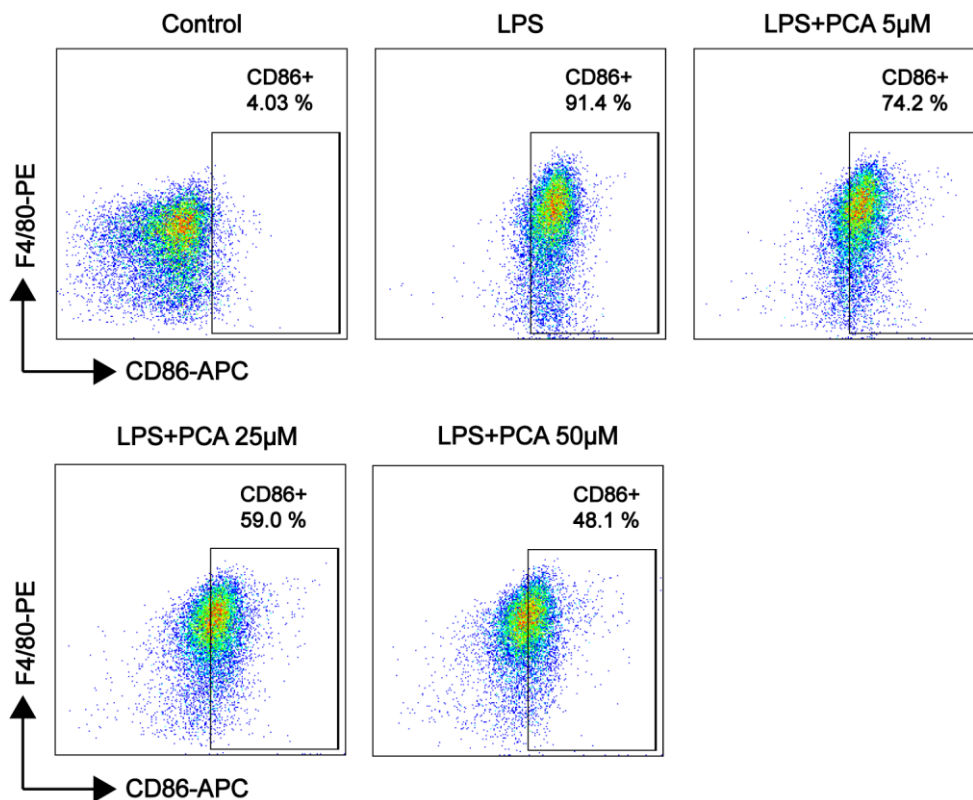 Control
LPS
LPS+PCA 5μM
CD86+
4.03 %
CD86+
91.4 %
CD86+
74.2 %
F4/80-PE
CD86-APC
LPS+PCA 25μM
LPS+PCA 50μM
CD86+
59.0 %
CD86+
48.1 %
F4/80-PE
CD86-APC